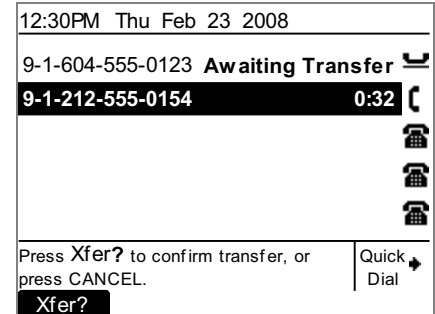 12:30PM Thu Feb 23 2008
9-1-604-555-0123 Awaiting Transfer
9-1-212-555-0154 0:32
Press Xfer? to confirm transfer, or
press CANCEL.
Quick
Dial
Xfer?